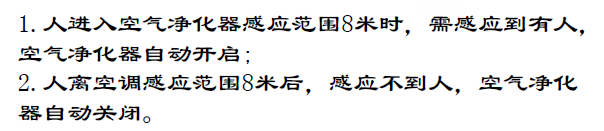 1. 人进入空气净化器感应范围8米时，需感应到有人，
空气净化器自动开启；
2. 人离空调感应范围8米后，感应不到人，空气净化
器自动关闭。